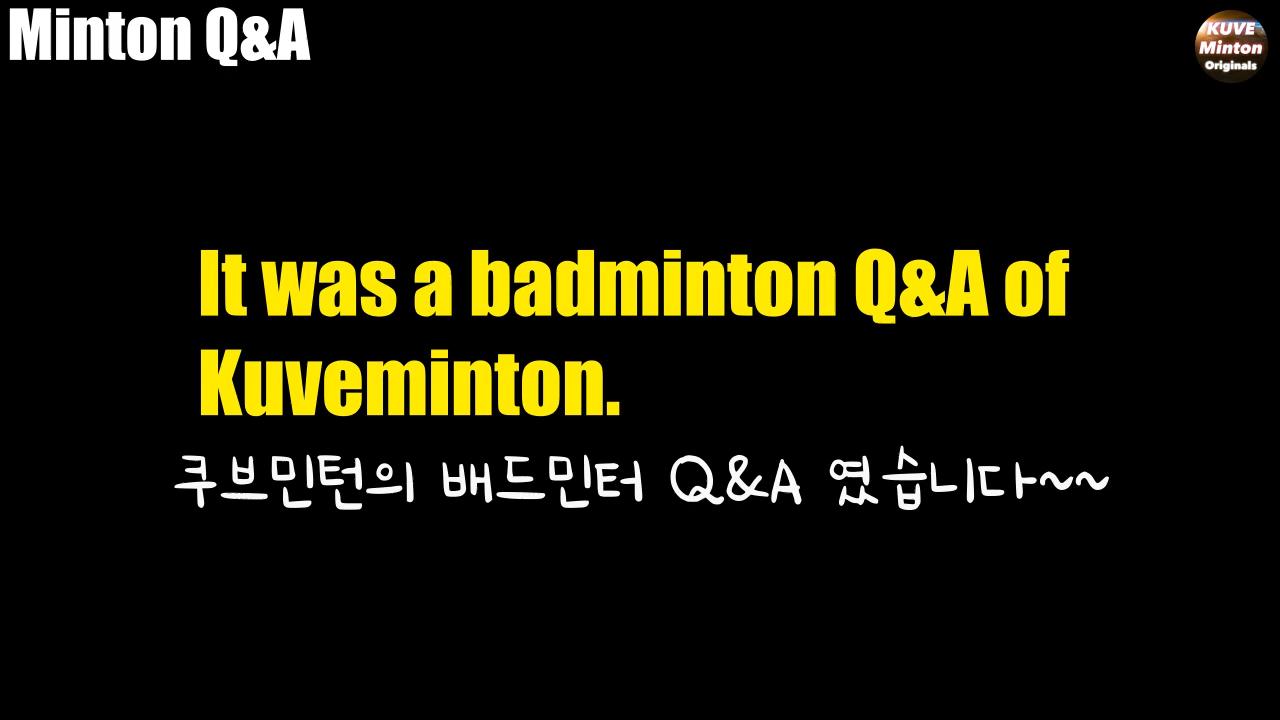 Minton Q&A
KUVE
Minton
Originals
It was a badminton Q&A of
Kuveminton.
쿠브민턴의 배드민터 Q&A 였습니다~~